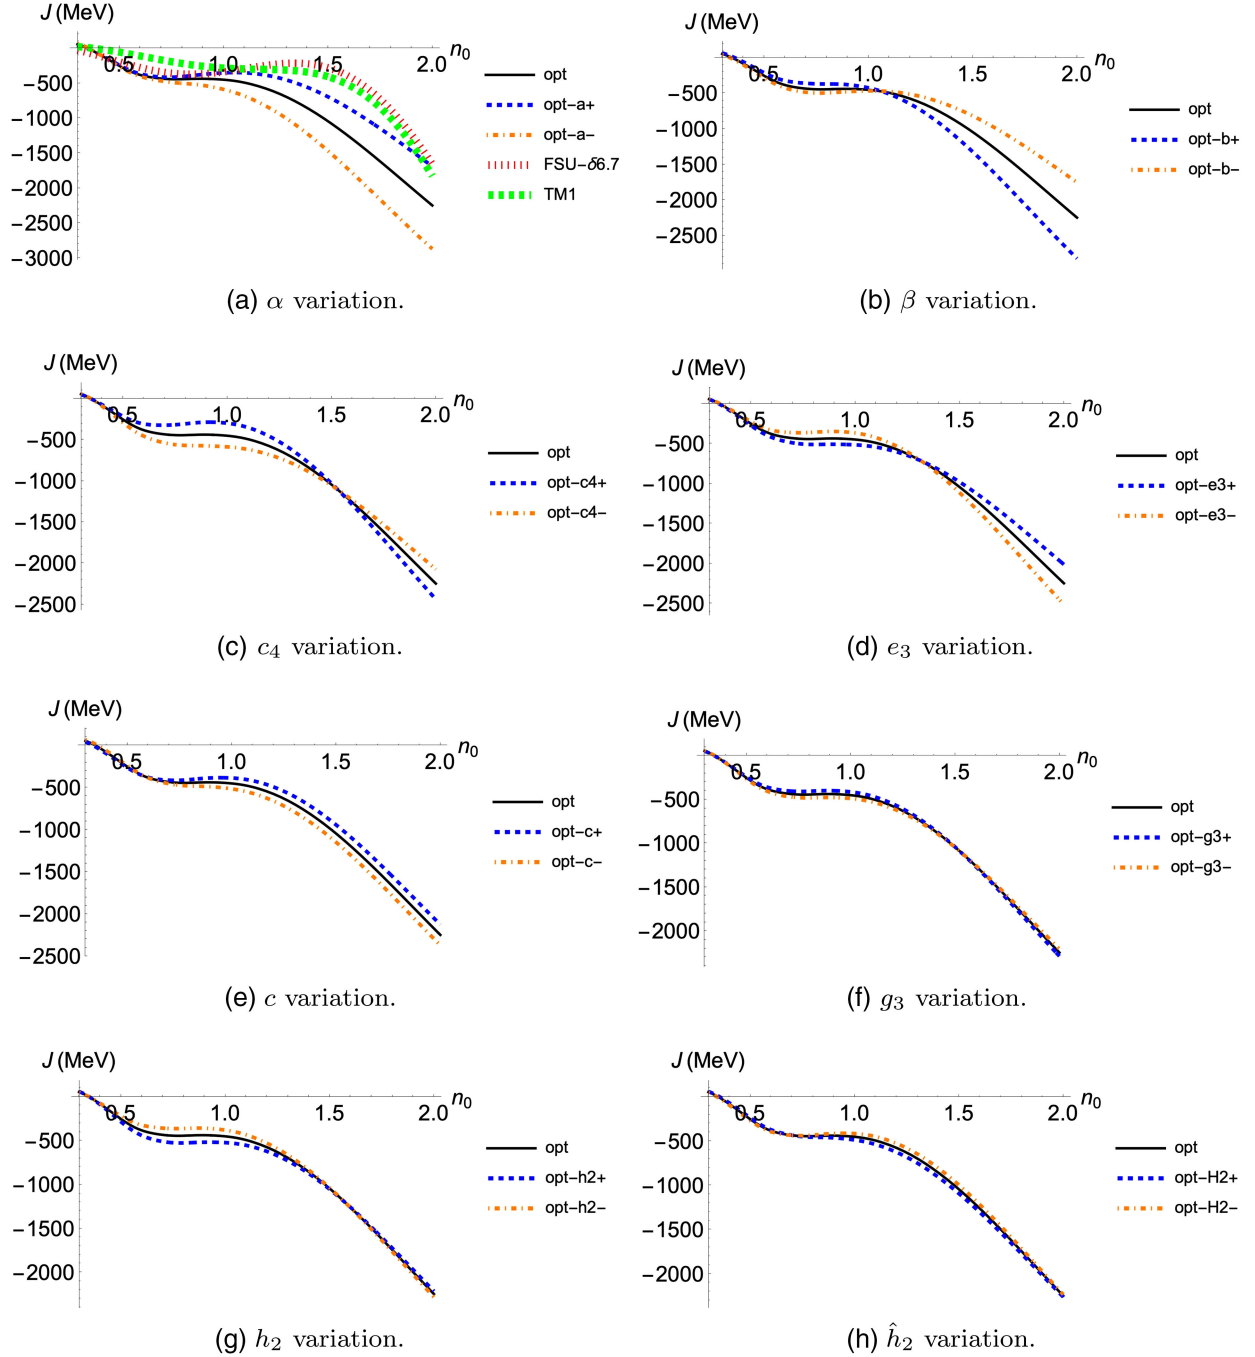 J (MeV)
n0
0.5 1.0 1.5 2.0
−500
−1000
−1500
−2000
−2500
−3000
opt
opt−a+
opt−a−
FSU−δ6.7
TM1
(a) α variation.
J (MeV)
n0
0.5 1.0 1.5 2.0
−500
−1000
−1500
−2000
−2500
opt
opt−b+
opt−b−
(b) β variation.
J (MeV)
n0
0.5 1.0 1.5 2.0
−500
−1000
−1500
−2000
−2500
opt
opt−c4+
opt−c4−
(c) c4 variation.
J (MeV)
n0
0.5 1.0 1.5 2.0
−500
−1000
−1500
−2000
−2500
opt
opt−e3+
opt−e3−
(d) e3 variation.
J (MeV)
n0
0.5 1.0 1.5 2.0
−500
−1000
−1500
−2000
−2500
opt
opt−c+
opt−c−
(e) c variation.
J (MeV)
n0
0.5 1.0 1.5 2.0
−500
−1000
−1500
−2000
opt
opt−g3+
opt−g3−
(f) g3 variation.
J (MeV)
n0
0.5 1.0 1.5 2.0
−500
−1000
−1500
−2000
opt
opt−h2+
opt−h2−
(g) h2 variation.
J (MeV)
n0
0.5 1.0 1.5 2.0
−500
−1000
−1500
−2000
opt
opt−H2+
opt−H2−
(h) ĥ2 variation.